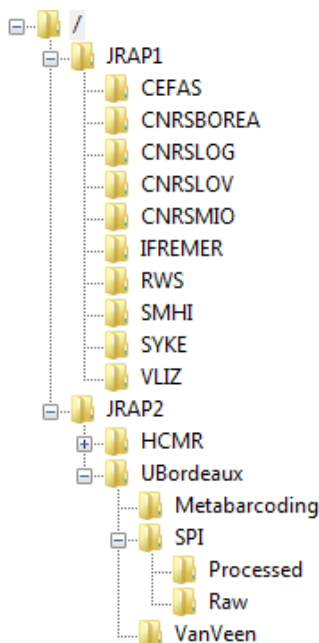 /
JRAP1
CEFAS
CNRSBOREA
CNRSLOG
CNRSLOV
CNRSMIO
IFREMER
RWS
SMHI
SYKE
VLIZ
JRAP2
HCMR
UBordeaux
Metabarcoding
SPI
Processed
Raw
VanVeen